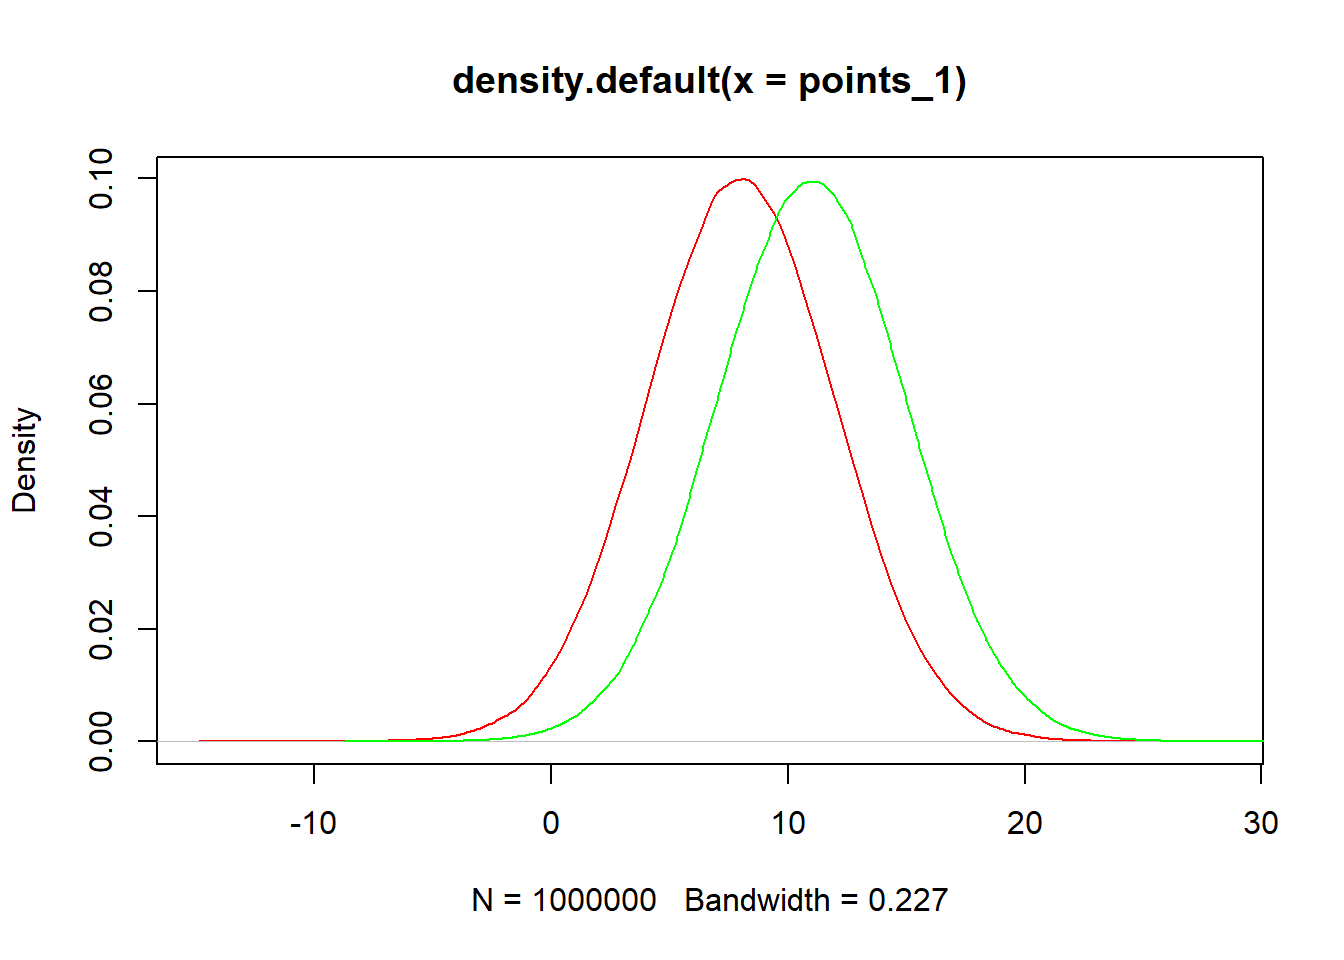 density.default(x = points_1)
Density
0.10
0.08
0.06
0.04
0.02
0.00
-10 0 10 20 30
N = 1000000 Bandwidth = 0.227